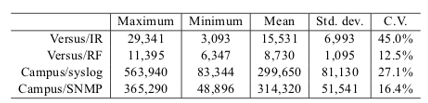 Maximum Minimum Mean Std. dev. C.V.
Versus/IR 29,341 3,093 15,531 6,993 45.0%
Versus/RF 11,395 6,347 8,730 1,095 12.5%
Campus/syslog 563,940 83,344 299,650 81,130 27.1%
Campus/SNMP 365,290 48,896 314,320 51,541 16.4%